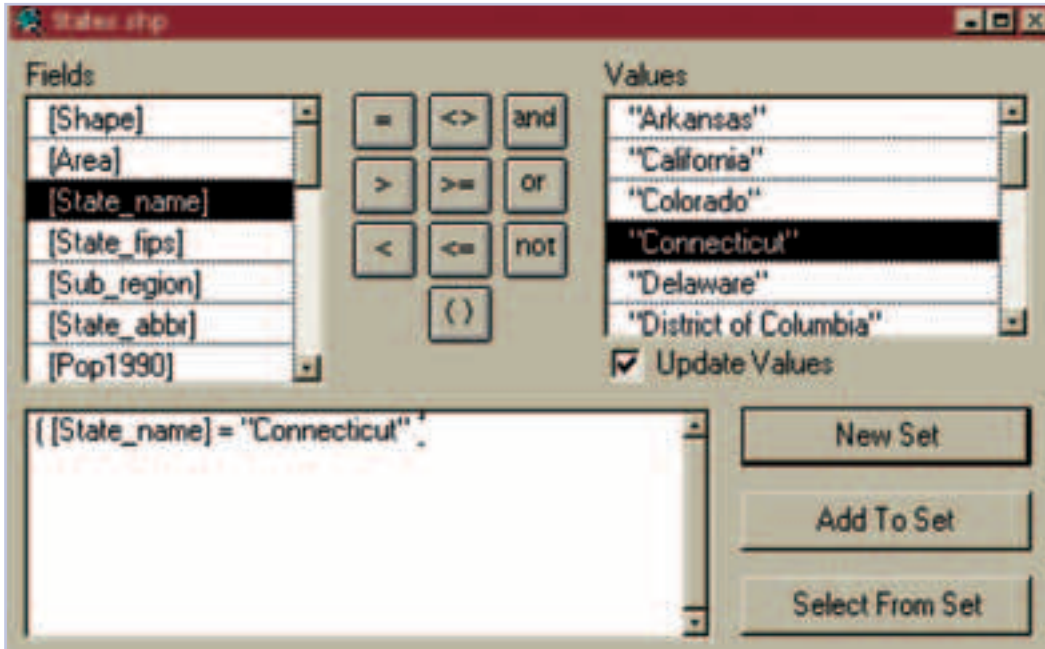 States.shp
Fields
[Shape]
[Area]
[State_name]
[State_fips]
[Sub_region]
[State_abbr]
[Pop1990]
= <> and
> >= or
< <= not
()
Values
"Arkansas"
"California"
"Colorado"
"Connecticut"
"Delaware"
"District of Columbia"
Update Values
( [State_name] = "Connecticut"
New Set
Add To Set
Select From Set